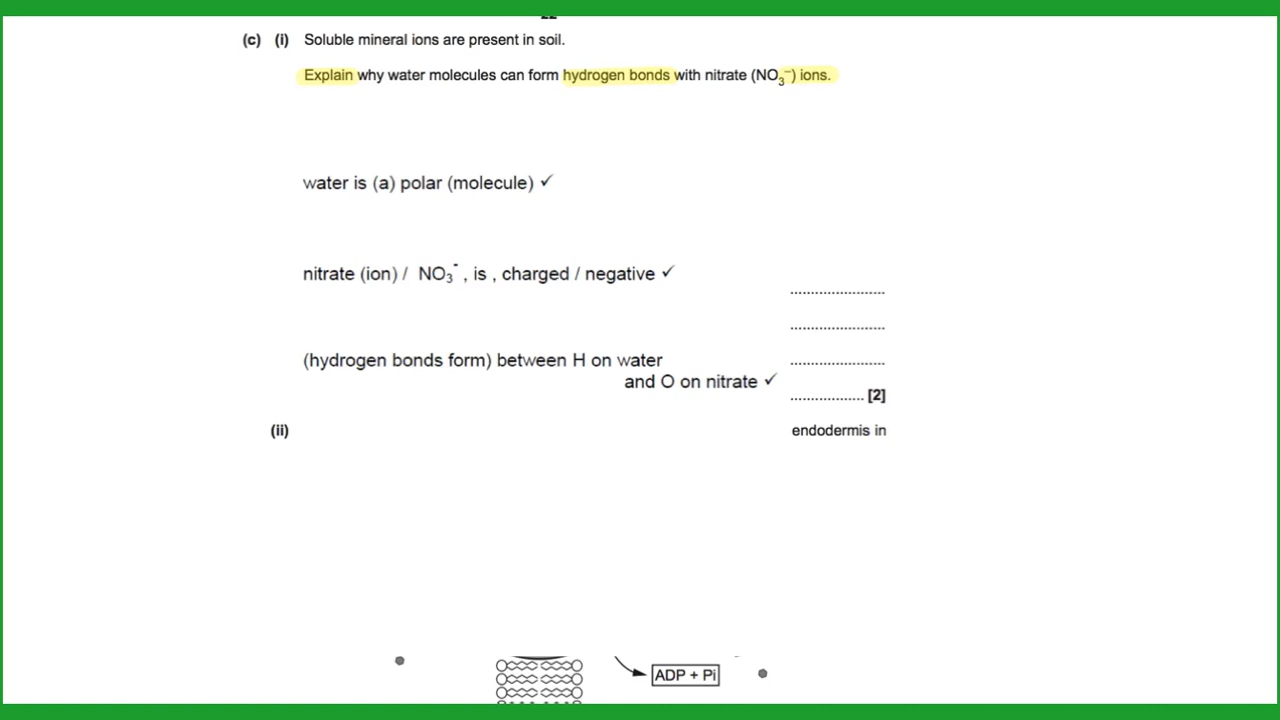 (c) (i) Soluble mineral ions are present in soil.
Explain why water molecules can form hydrogen bonds with nitrate (NO₃⁻) ions.
water is (a) polar (molecule) ✓
nitrate (ion) / NO₃⁻ , is , charged / negative ✓
.......................
.......................
(hydrogen bonds form) between H on water
.......................
and O on nitrate ✓
.................. [2]
(ii) endodermis in
ADP + Pi